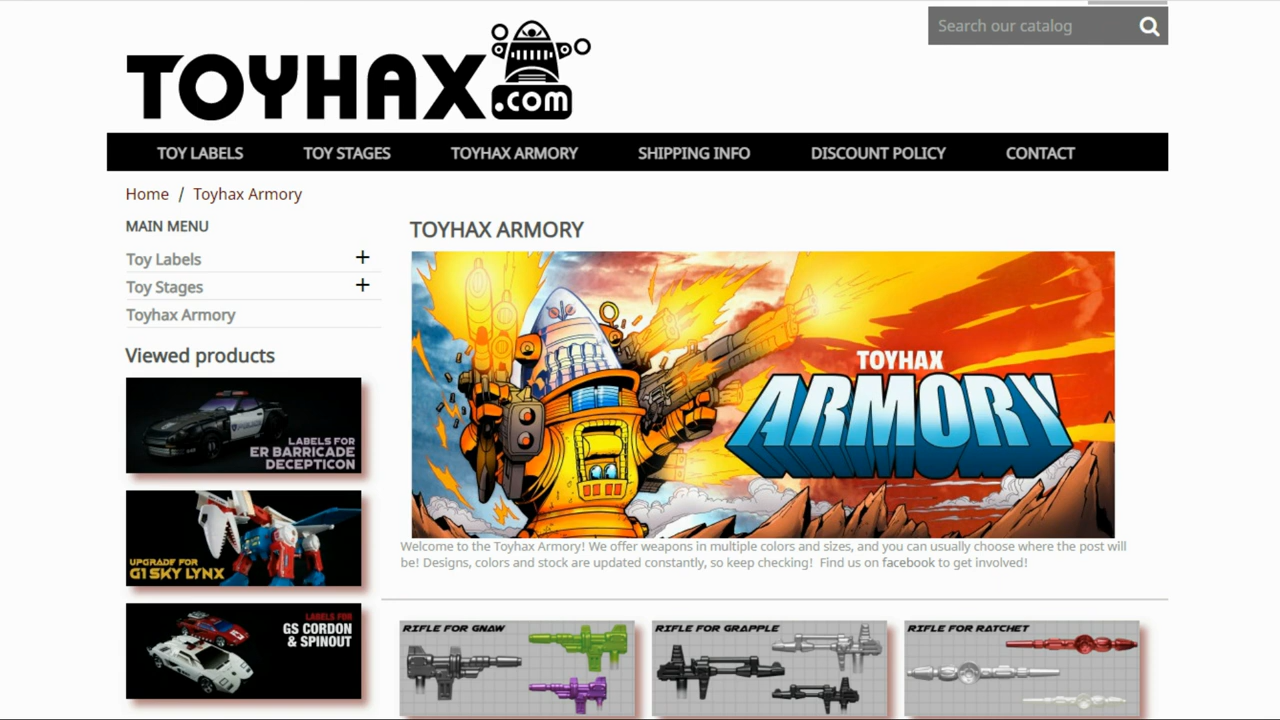 Search our catalog
TOYHAX
.com
TOY LABELS TOY STAGES TOYHAX ARMORY SHIPPING INFO DISCOUNT POLICY CONTACT
Home / Toyhax Armory
MAIN MENU
Toy Labels +
Toy Stages +
Toyhax Armory
Viewed products
LABELS FOR
ER BARRICADE
DECEPTICON
UPGRADE FOR
G1 SKY LYNX
LABELS FOR
GS CORDON
& SPINOUT
TOYHAX ARMORY
TOYHAX
ARMORY
Welcome to the Toyhax Armory! We offer weapons in multiple colors and sizes, and you can usually choose where the post will
be! Designs, colors and stock are updated constantly, so keep checking! Find us on facebook to get involved!
RIFLE FOR GNAW
RIFLE FOR GRAPPLE
RIFLE FOR RATCHET